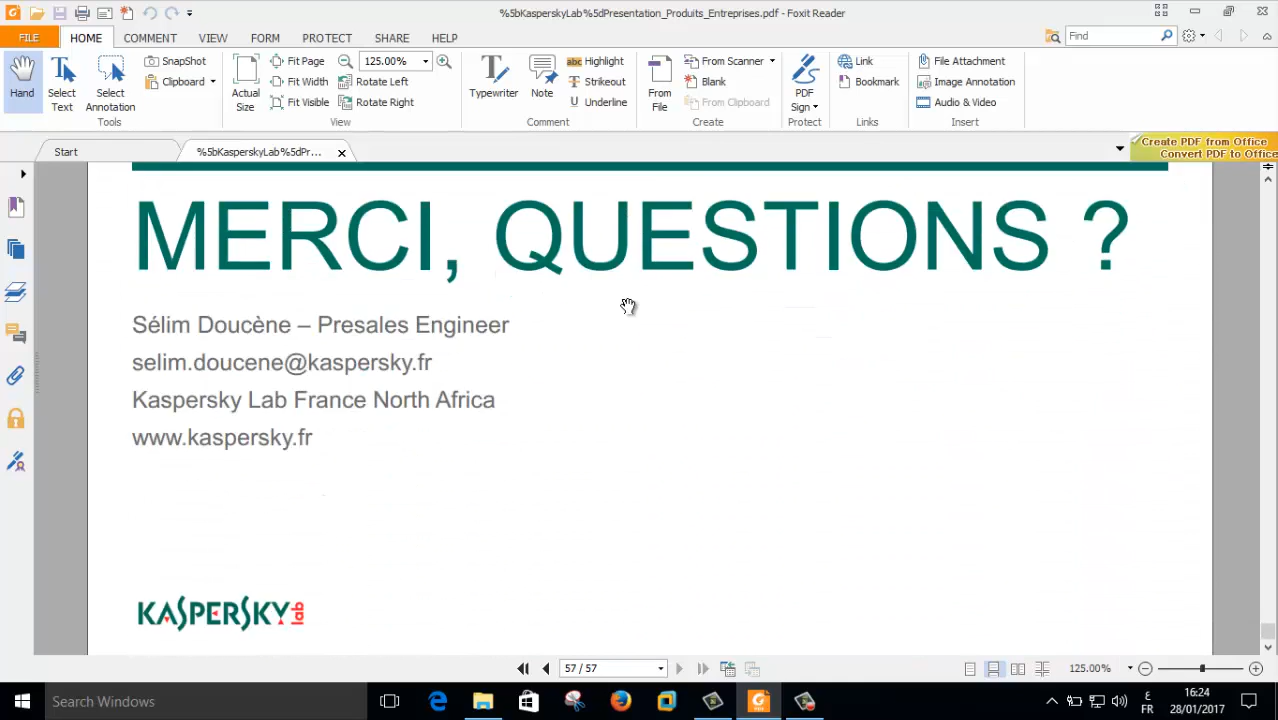 %5bKasperskyLab%5dPresentation_Produits_Entreprises.pdf - Foxit Reader
FILE HOME COMMENT VIEW FORM PROTECT SHARE HELP Find
Hand
Select Text
Select Annotation
SnapShot
Clipboard
Tools
Actual Size
Fit Page
Fit Width
Fit Visible
125.00%
Rotate Left
Rotate Right
View
Typewriter
Note
abc Highlight
Strikeout
U Underline
Comment
From File
From Scanner
Blank
From Clipboard
Create
PDF Sign
Protect
Link
Bookmark
Links
File Attachment
Image Annotation
Audio & Video
Insert
Start %5bKasperskyLab%5dPr...
Create PDF from Office
Convert PDF to Office
MERCI, QUESTIONS ?
Sélim Doucène – Presales Engineer
selim.doucene@kaspersky.fr
Kaspersky Lab France North Africa
www.kaspersky.fr
KASPERSKY lab
57 / 57 125.00%
Search Windows
ع 16:24
FR 28/01/2017